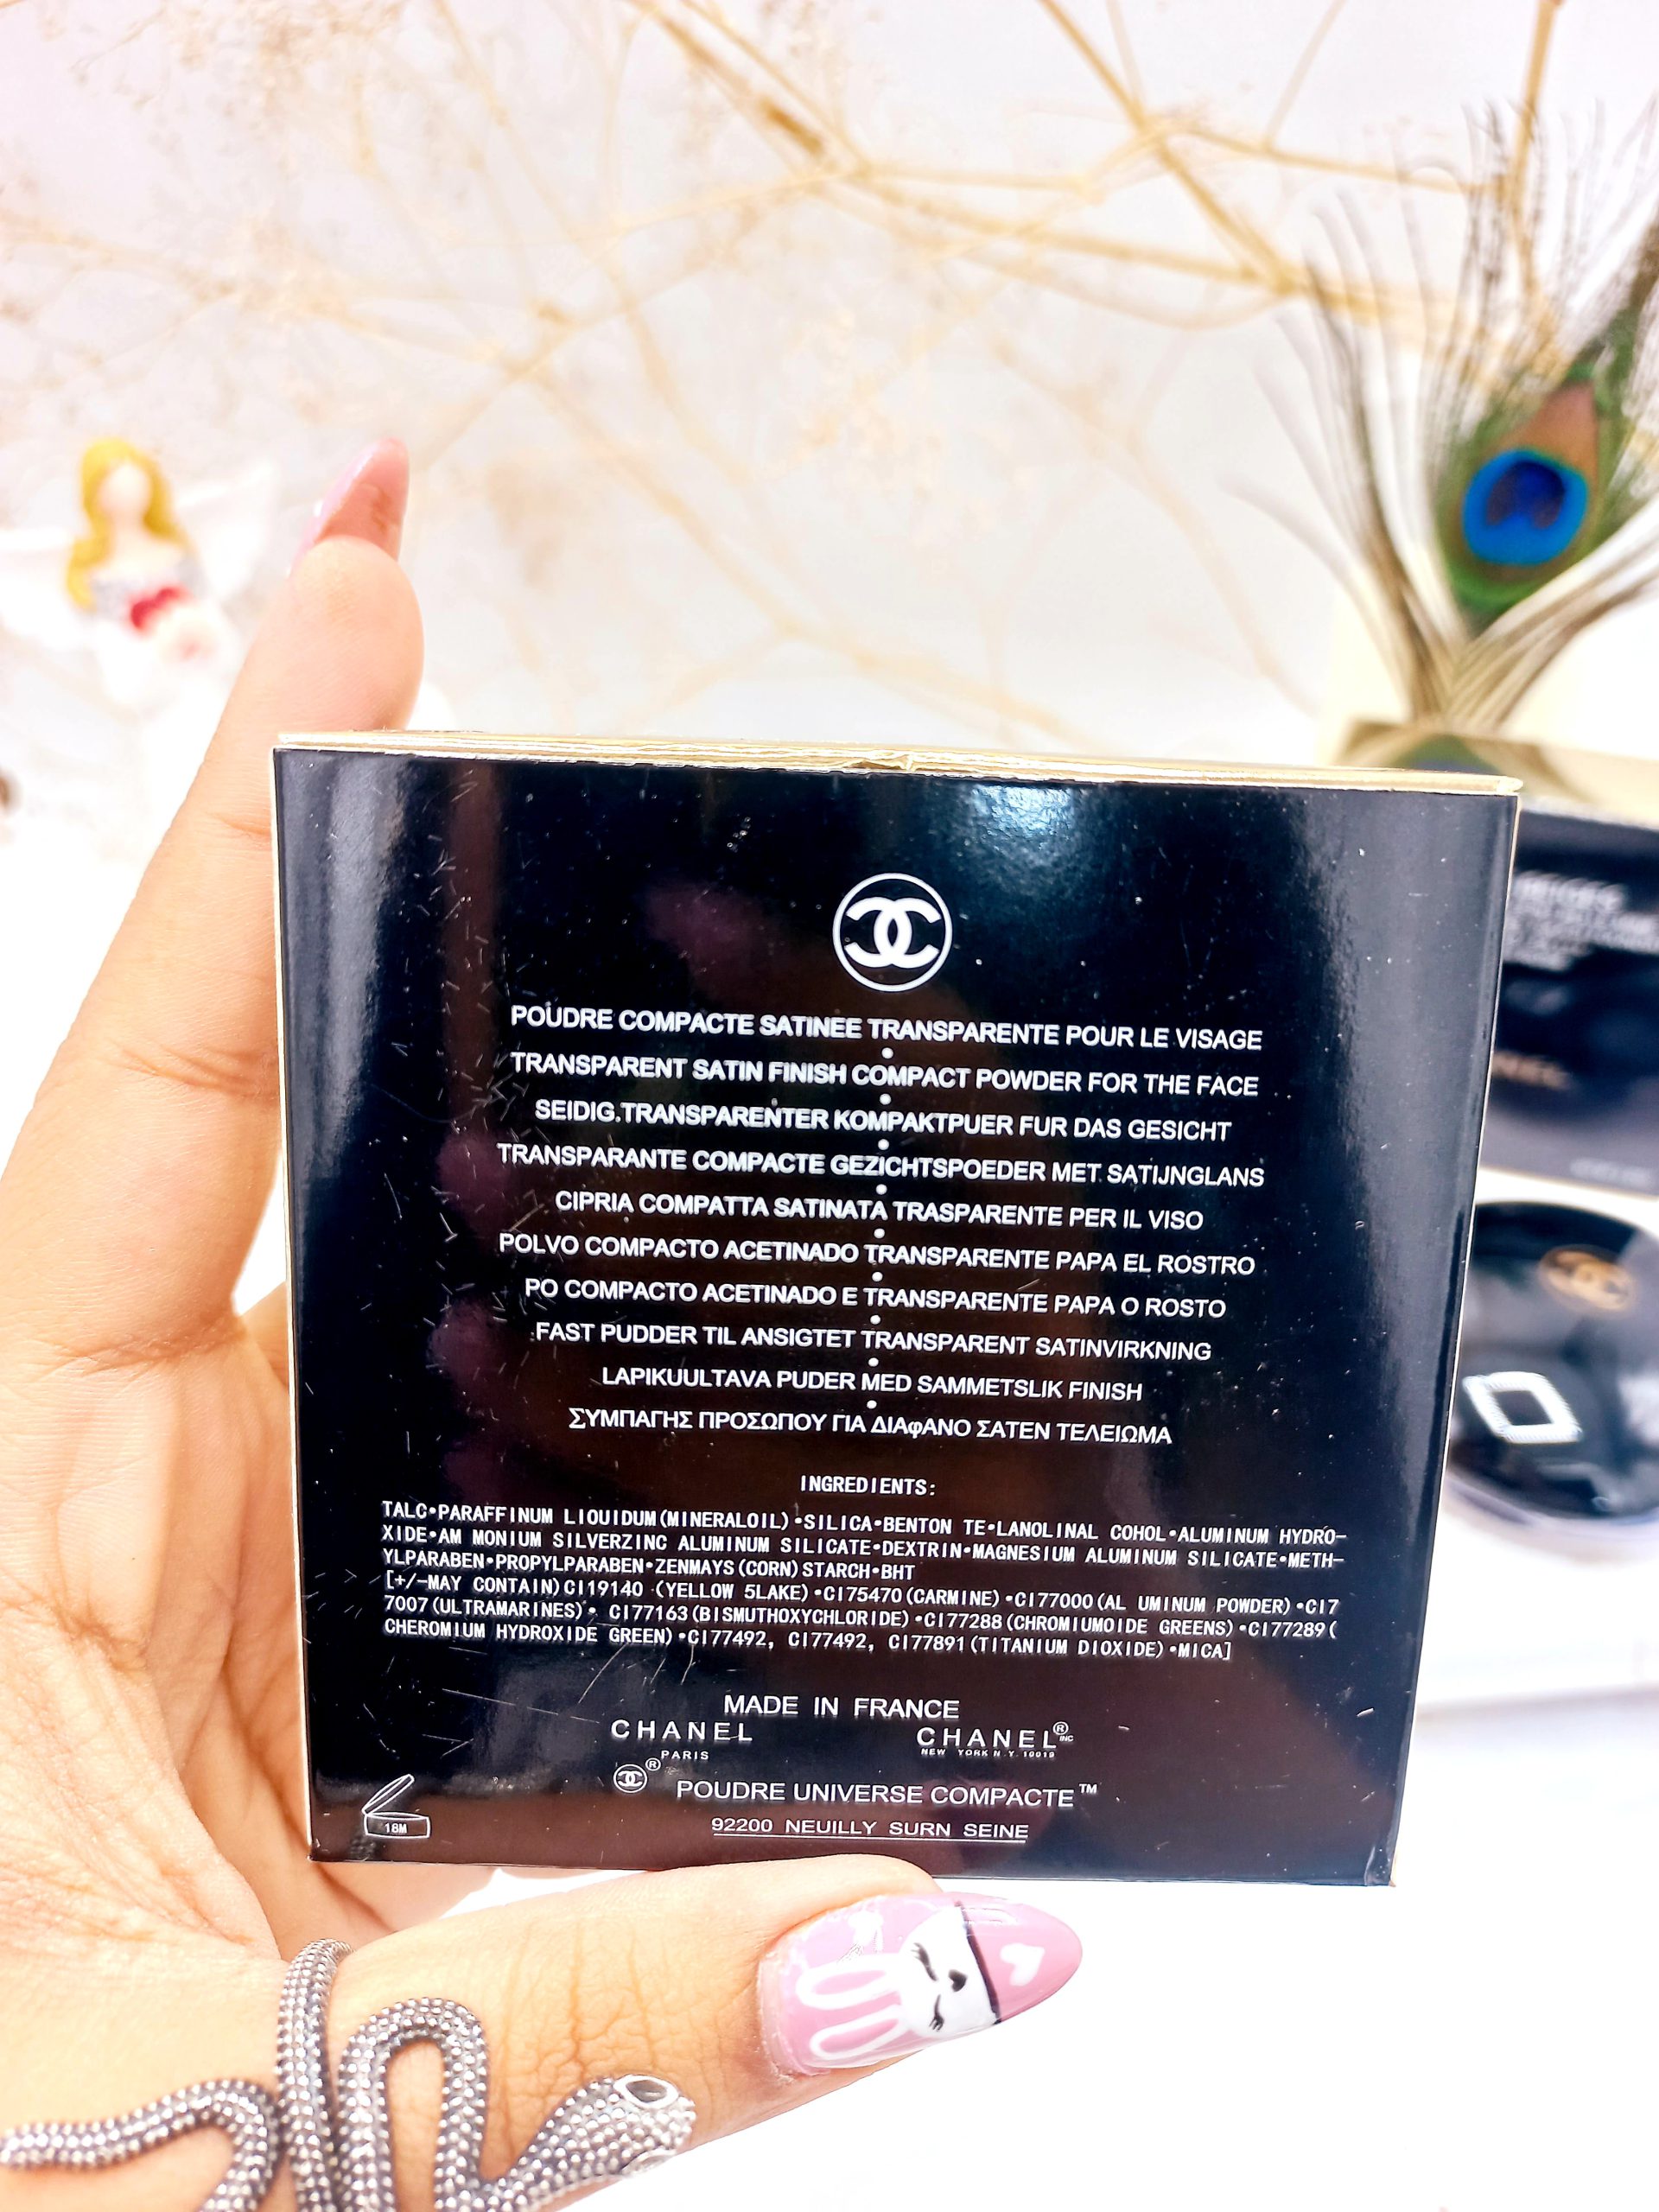 POUDRE COMPACTE SATINEE TRANSPARENTE POUR LE VISAGE
TRANSPARENT SATIN FINISH COMPACT POWDER FOR THE FACE
SEIDIG.TRANSPARENTER KOMPAKTPUER FUR DAS GESICHT
TRANSPARANTE COMPACTE GEZICHTSPOEDER MET SATIJNGLANS
CIPRIA COMPATTA SATINATA TRASPARENTE PER IL VISO
POLVO COMPACTO ACETINADO TRANSPARENTE PAPA EL ROSTRO
PO COMPACTO ACETINADO E TRANSPARENTE PAPA O ROSTO
FAST PUDDER TIL ANSIGTET TRANSPARENT SATINVIRKNING
LAPIKUULTAVA PUDER MED SAMMETSLIK FINISH
ΣΥΜΠΑΓΗΣ ΠΡΟΣΩΠΟΥ ΓΙΑ ΔΙΑφΑΝΟ ΣΑΤΕΝ ΤΕΛΕΙΩΜΑ
INGREDIENTS:
TALC•PARAFFINUM LIOUIDUM(MINERALOIL)•SILICA•BENTON TE•LANOLINAL COHOL•ALUMINUM HYDRO-
XIDE•AM MONIUM SILVERZINC ALUMINUM SILICATE•DEXTRIN•MAGNESIUM ALUMINUM SILICATE•METH-
YLPARABEN•PROPYLPARABEN•ZENMAYS(CORN)STARCH•BHT
[+/-MAY CONTAIN)CI19140 (YELLOW 5LAKE)•CI75470(CARMINE)•CI77000(AL UMINUM POWDER)•CI7
7007(ULTRAMARINES)• CI77163(BISMUTHOXYCHLORIDE)•CI77288(CHROMIUMOIDE GREENS)•CI77289(
CHEROMIUM HYDROXIDE GREEN)•CI77492, CI77492, CI77891(TITANIUM DIOXIDE)•MICA]
MADE IN FRANCE
CHANEL CHANEL®INC
PARIS NEW YORK N.Y. 10019
® POUDRE UNIVERSE COMPACTE™
18M
92200 NEUILLY SURN SEINE